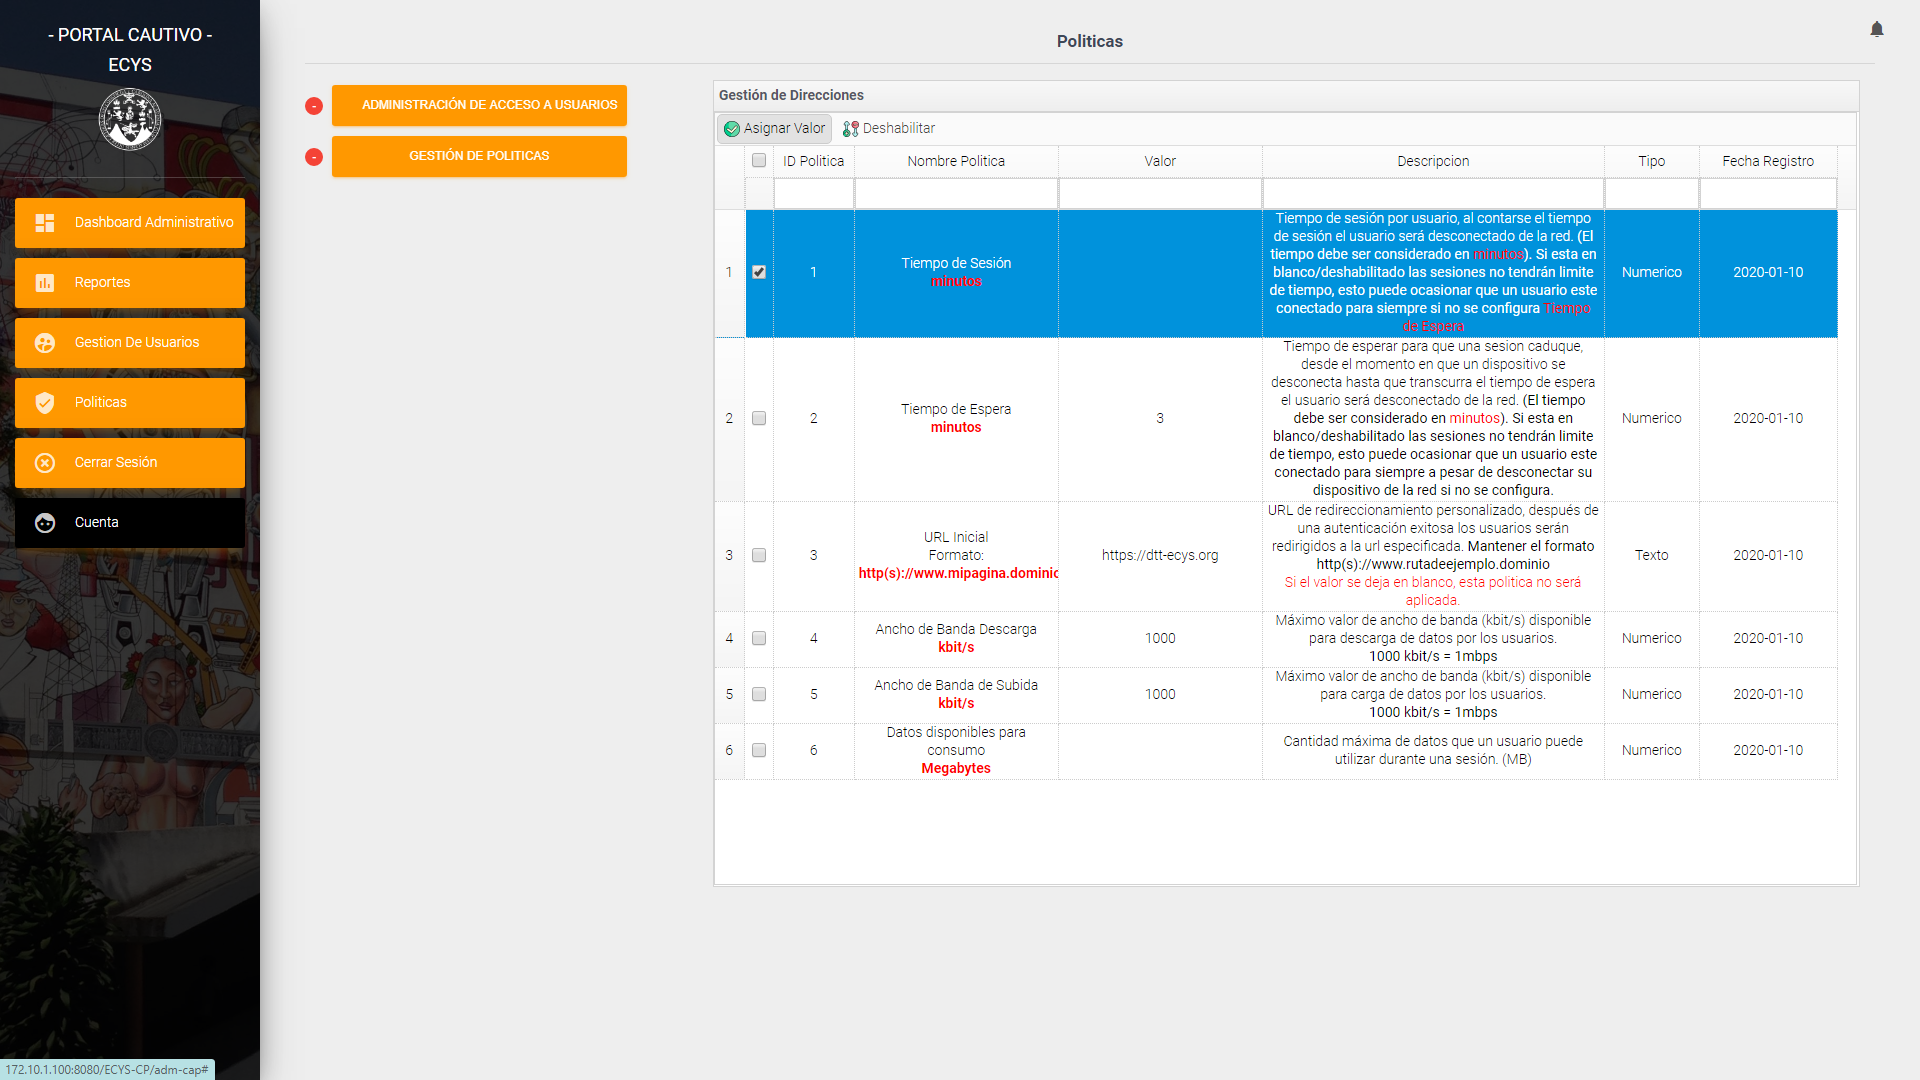 - PORTAL CAUTIVO -
ECYS
Dashboard Administrativo
Reportes
Gestion De Usuarios
Politicas
Cerrar Sesión
Cuenta
172.10.1.100:8080/ECYS-CP/adm-cap#
Politicas
- ADMINISTRACIÓN DE ACCESO A USUARIOS
- GESTIÓN DE POLITICAS
Gestión de Direcciones
Asignar Valor Deshabilitar
ID Politica Nombre Politica Valor Descripcion Tipo Fecha Registro
1 1
Tiempo de Sesión
minutos
Tiempo de sesión por usuario, al contarse el tiempo
de sesión el usuario será desconectado de la red. (El
tiempo debe ser considerado en minutos). Si esta en
blanco/deshabilitado las sesiones no tendrán limite
de tiempo, esto puede ocasionar que un usuario este
conectado para siempre si no se configura Tiempo
de Espera
Numerico 2020-01-10
2 2
Tiempo de Espera
minutos
3
Tiempo de esperar para que una sesion caduque,
desde el momento en que un dispositivo se
desconecta hasta que transcurra el tiempo de espera
el usuario será desconectado de la red. (El tiempo
debe ser considerado en minutos). Si esta en
blanco/deshabilitado las sesiones no tendrán limite
de tiempo, esto puede ocasionar que un usuario este
conectado para siempre a pesar de desconectar su
dispositivo de la red si no se configura.
Numerico 2020-01-10
3 3
URL Inicial
Formato:
http(s)://www.mipagina.dominio
https://dtt-ecys.org
URL de redireccionamiento personalizado, después de
una autenticación exitosa los usuarios serán
redirigidos a la url especificada. Mantener el formato
http(s)://www.rutadeejemplo.dominio
Si el valor se deja en blanco, esta politica no será
aplicada.
Texto 2020-01-10
4 4
Ancho de Banda Descarga
kbit/s
1000
Máximo valor de ancho de banda (kbit/s) disponible
para descarga de datos por los usuarios.
1000 kbit/s = 1mbps
Numerico 2020-01-10
5 5
Ancho de Banda de Subida
kbit/s
1000
Máximo valor de ancho de banda (kbit/s) disponible
para carga de datos por los usuarios.
1000 kbit/s = 1mbps
Numerico 2020-01-10
6 6
Datos disponibles para
consumo
Megabytes
Cantidad máxima de datos que un usuario puede
utilizar durante una sesión. (MB)
Numerico 2020-01-10